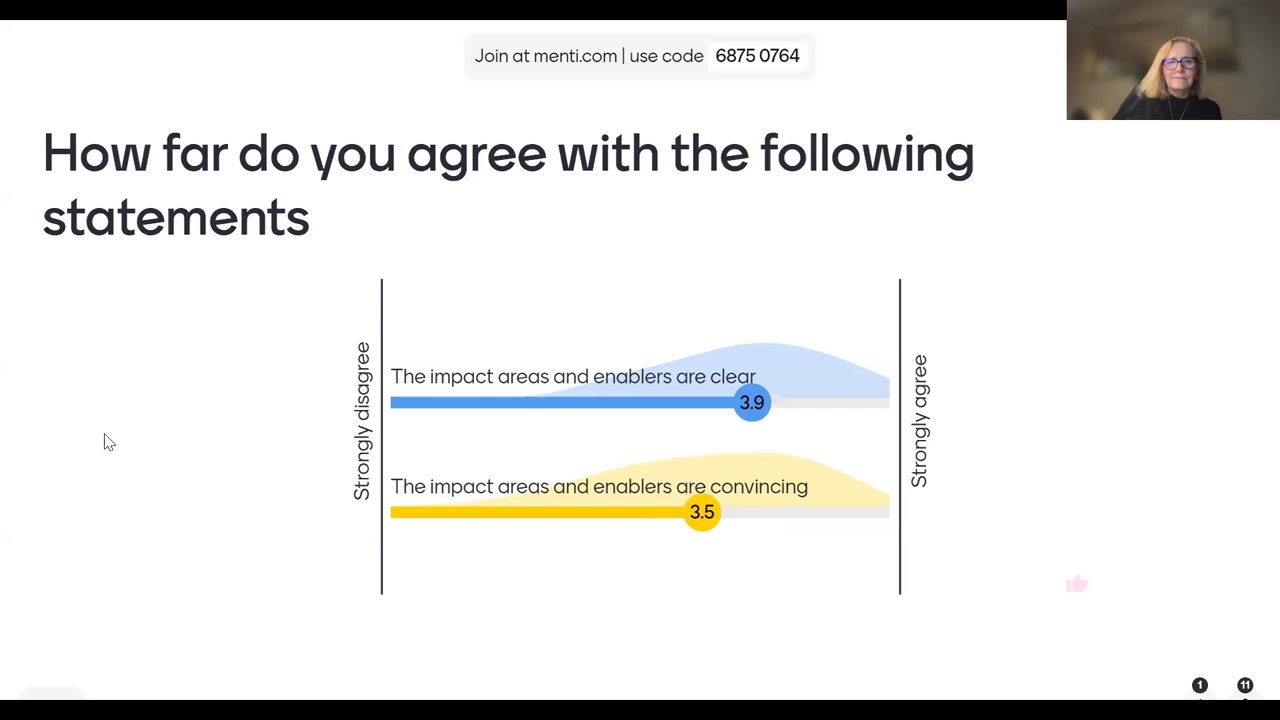 Join at menti.com | use code 6875 0764
How far do you agree with the following
statements
Strongly disagree
The impact areas and enablers are clear
3.9
The impact areas and enablers are convincing
3.5
Strongly agree
1
11